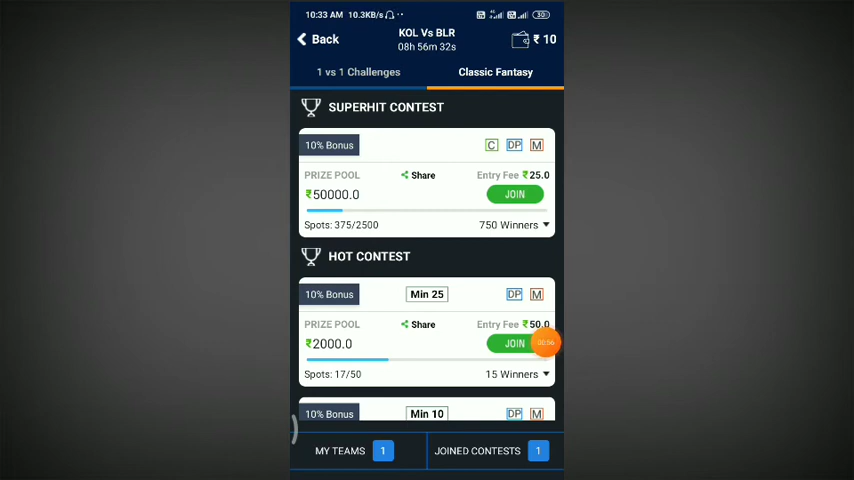 10:33 AM 10.3KB/s
30
Back
KOL Vs BLR
08h 56m 32s
₹ 10
1 vs 1 Challenges
Classic Fantasy
SUPERHIT CONTEST
10% Bonus
C DP M
PRIZE POOL
Share
Entry Fee ₹25.0
₹50000.0
JOIN
Spots: 375/2500
750 Winners
HOT CONTEST
10% Bonus
Min 25
DP M
PRIZE POOL
Share
Entry Fee ₹50.0
₹2000.0
JOIN
00:56
Spots: 17/50
15 Winners
10% Bonus
Min 10
DP M
MY TEAMS 1
JOINED CONTESTS 1